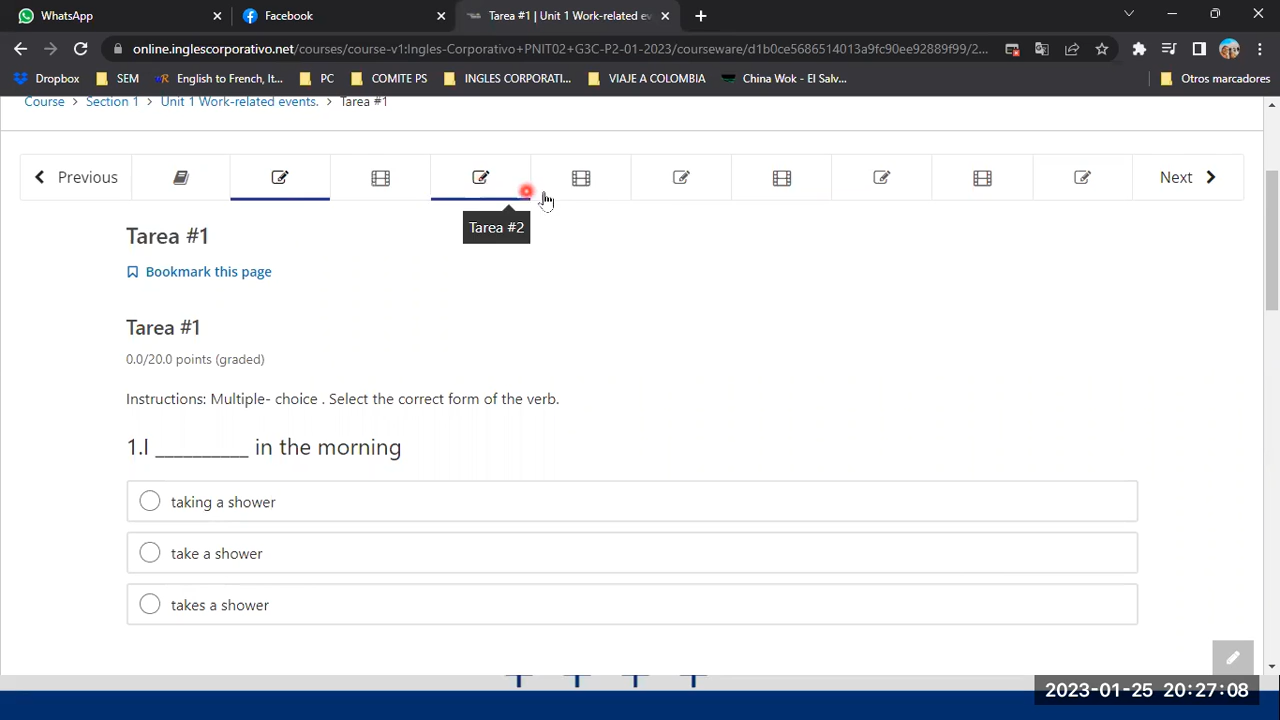 WhatsApp
Facebook
Tarea #1 | Unit 1 Work-related ev
online.inglescorporativo.net/courses/course-v1:Ingles-Corporativo+PNIT02+G3C-P2-01-2023/courseware/d1b0ce5686514013a9fc90ee92889f99/2...
Dropbox
SEM
English to French, It...
PC
COMITE PS
INGLES CORPORATI...
VIAJE A COLOMBIA
China Wok - El Salv...
Otros marcadores
Course > Section 1 > Unit 1 Work-related events. > Tarea #1
Previous
Next
Tarea #2
Tarea #1
Bookmark this page
Tarea #1
0.0/20.0 points (graded)
Instructions: Multiple- choice . Select the correct form of the verb.
1.I __________ in the morning
taking a shower
take a shower
takes a shower
2023-01-25 20:27:08